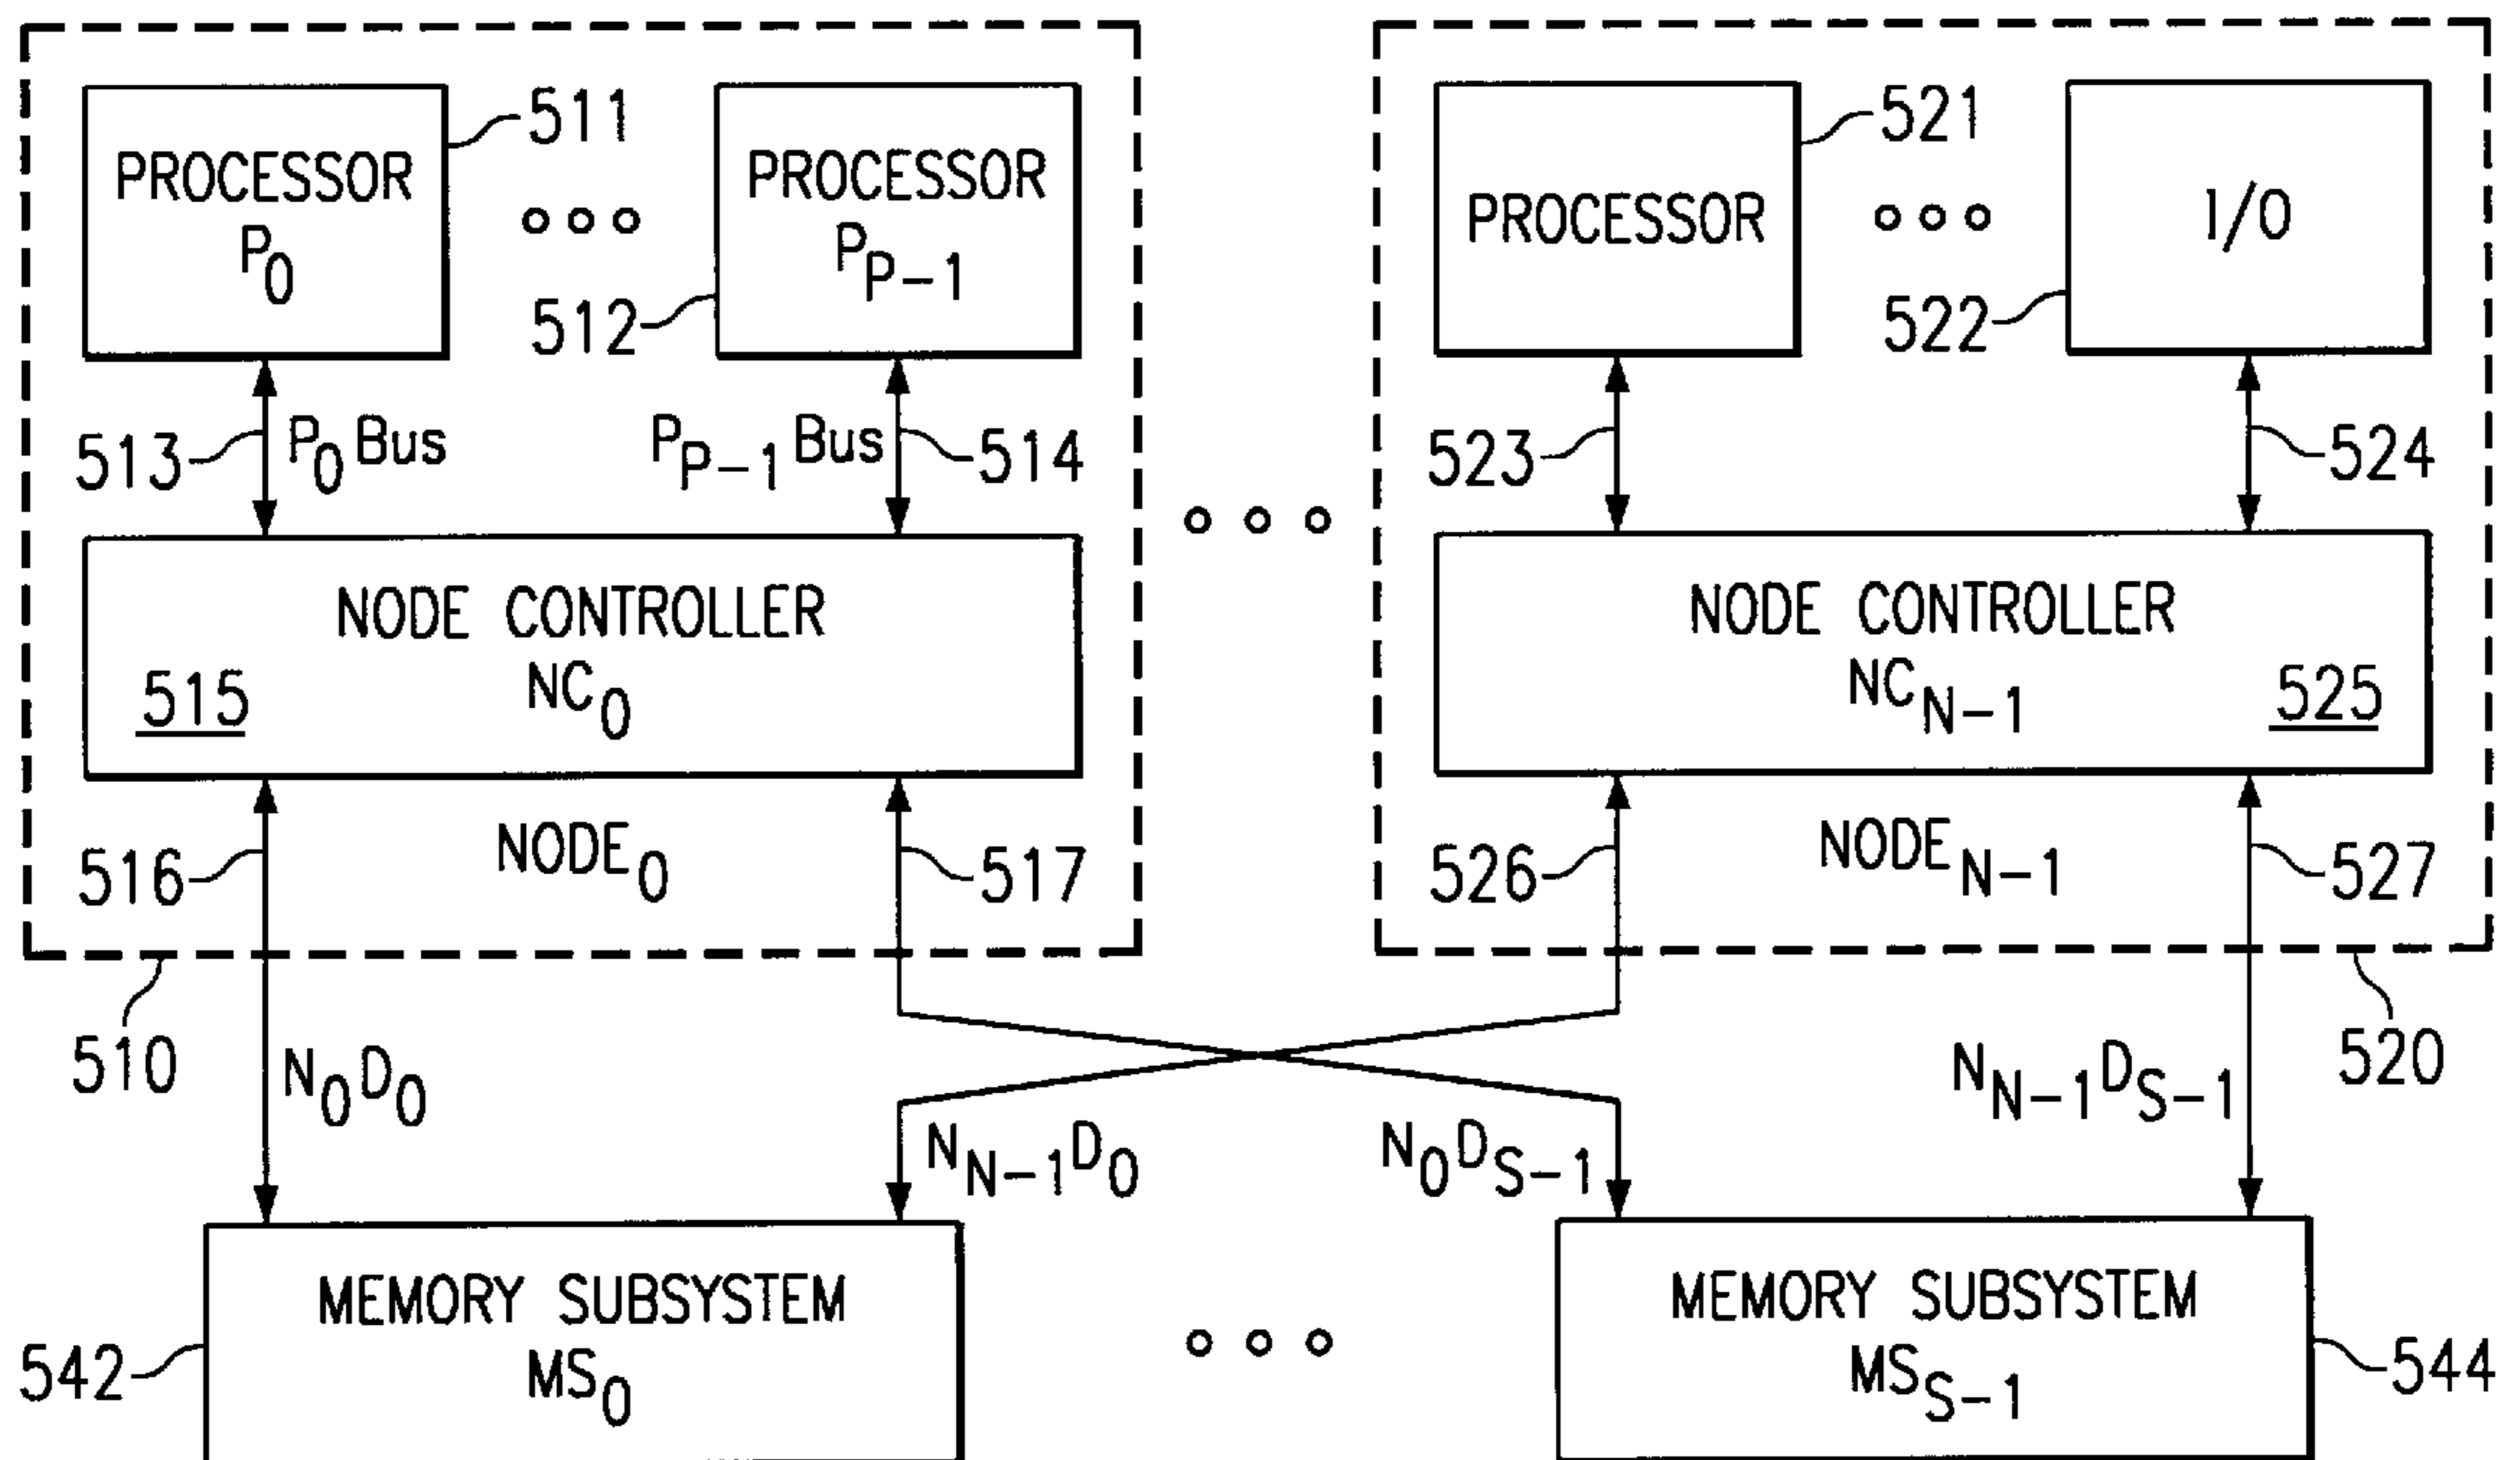 511
521
PROCESSOR
P0
PROCESSOR
PP-1
PROCESSOR
I/O
512
522
513
P0 Bus
PP-1 Bus
514
523
524
NODE CONTROLLER
NC0
515
NODE CONTROLLER
NCN-1
525
516
NODE0
517
526
NODEN-1
527
510
N0D0
NN-1DS-1
520
NN-1D0
N0DS-1
MEMORY SUBSYSTEM
MS0
542
MEMORY SUBSYSTEM
MSS-1
544